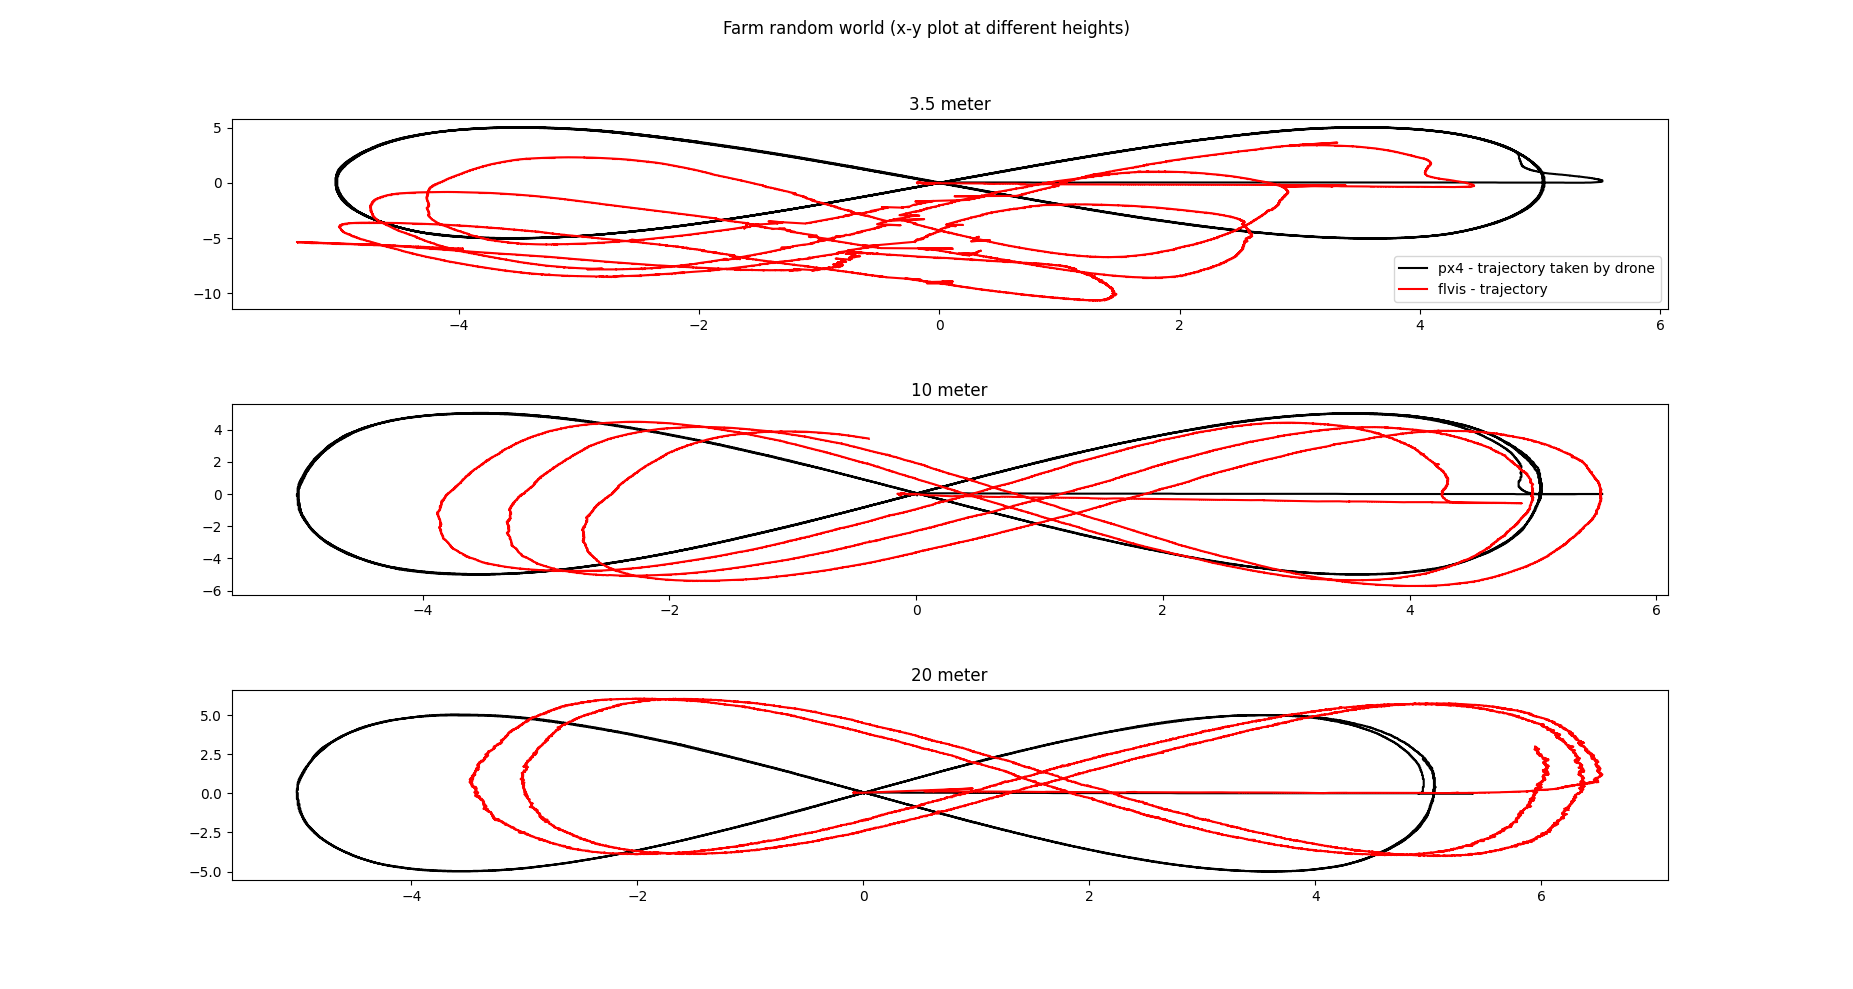 Farm random world (x-y plot at different heights)
3.5 meter
5
0
−5
−10
px4 - trajectory taken by drone
flvis - trajectory
−4 −2 0 2 4 6
10 meter
4
2
0
−2
−4
−6
−4 −2 0 2 4 6
20 meter
5.0
2.5
0.0
−2.5
−5.0
−4 −2 0 2 4 6